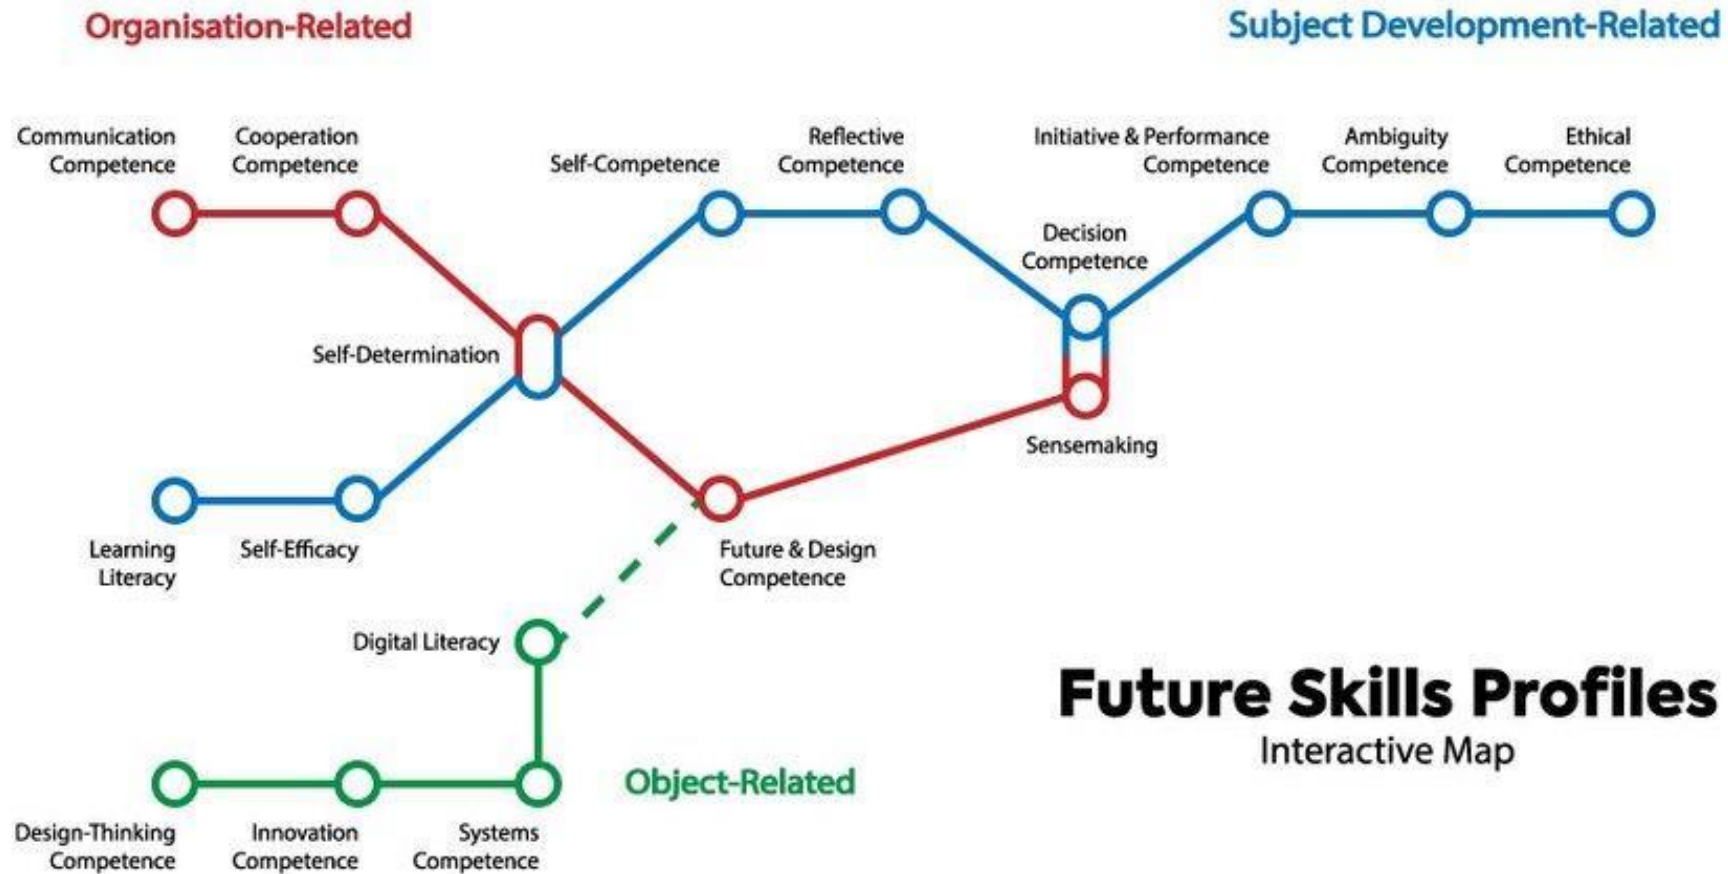 Organisation-Related
Subject Development-Related
Communication
Competence
Cooperation
Competence
Self-Competence
Reflective
Competence
Initiative & Performance
Competence
Ambiguity
Competence
Ethical
Competence
Decision
Competence
Self-Determination
Sensemaking
Learning
Literacy
Self-Efficacy
Future & Design
Competence
Digital Literacy
Future Skills Profiles
Interactive Map
Object-Related
Design-Thinking
Competence
Innovation
Competence
Systems
Competence